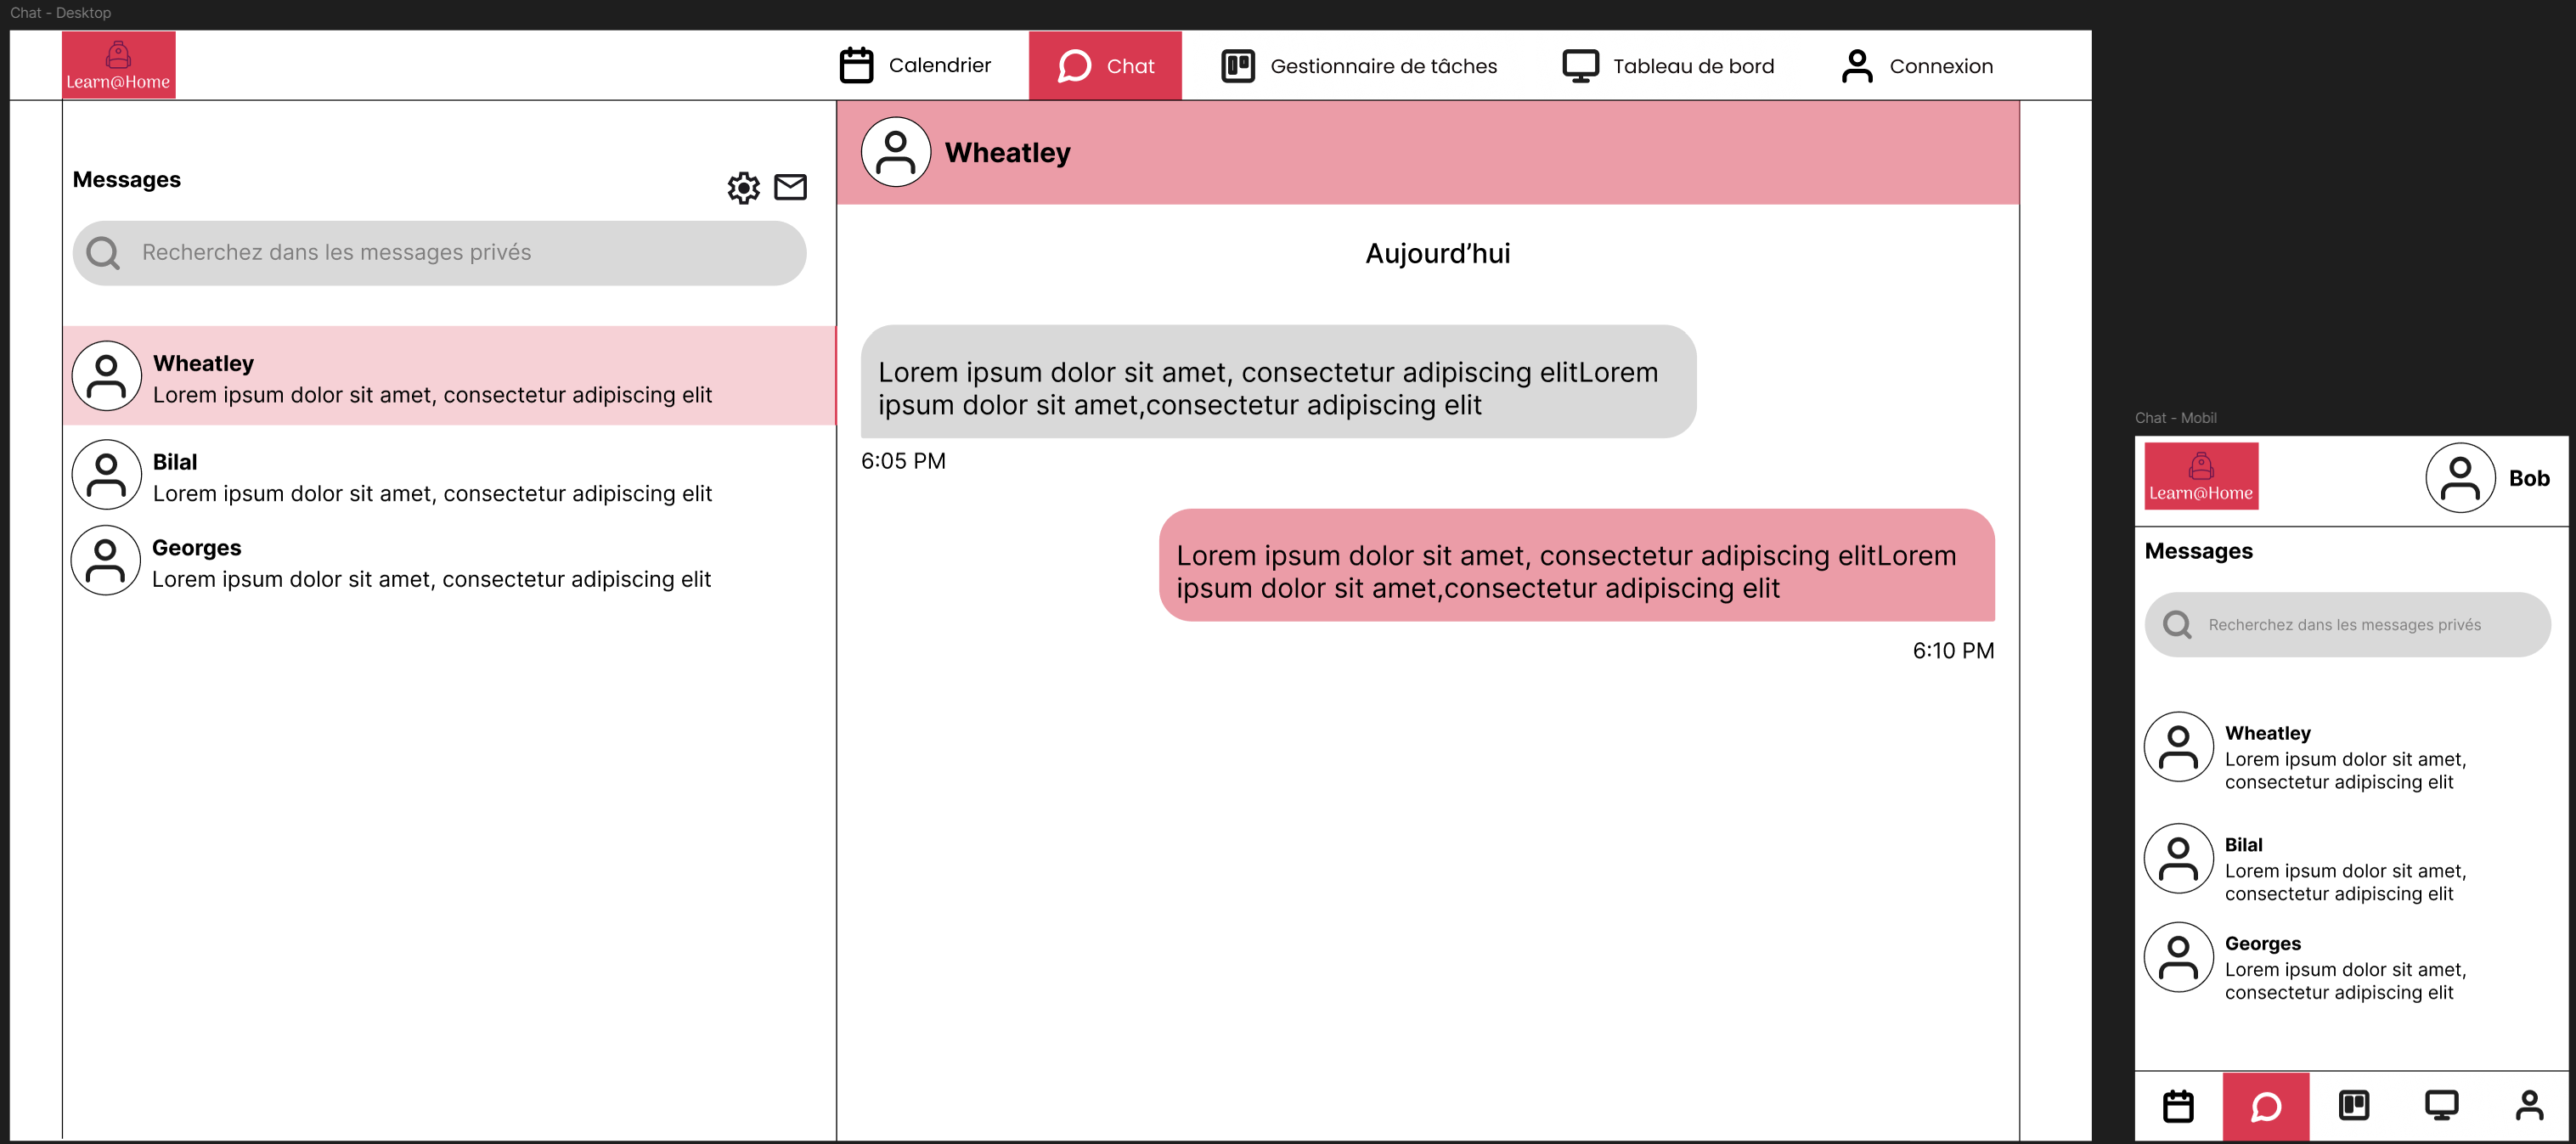 Chat - Desktop
Learn@Home
Calendrier
Chat
Gestionnaire de tâches
Tableau de bord
Connexion
Messages
Recherchez dans les messages privés
Wheatley
Lorem ipsum dolor sit amet, consectetur adipiscing elit
Bilal
Lorem ipsum dolor sit amet, consectetur adipiscing elit
Georges
Lorem ipsum dolor sit amet, consectetur adipiscing elit
Wheatley
Aujourd’hui
Lorem ipsum dolor sit amet, consectetur adipiscing elitLorem
ipsum dolor sit amet,consectetur adipiscing elit
6:05 PM
Lorem ipsum dolor sit amet, consectetur adipiscing elitLorem
ipsum dolor sit amet,consectetur adipiscing elit
6:10 PM
Chat - Mobil
Learn@Home
Bob
Messages
Recherchez dans les messages privés
Wheatley
Lorem ipsum dolor sit amet,
consectetur adipiscing elit
Bilal
Lorem ipsum dolor sit amet,
consectetur adipiscing elit
Georges
Lorem ipsum dolor sit amet,
consectetur adipiscing elit